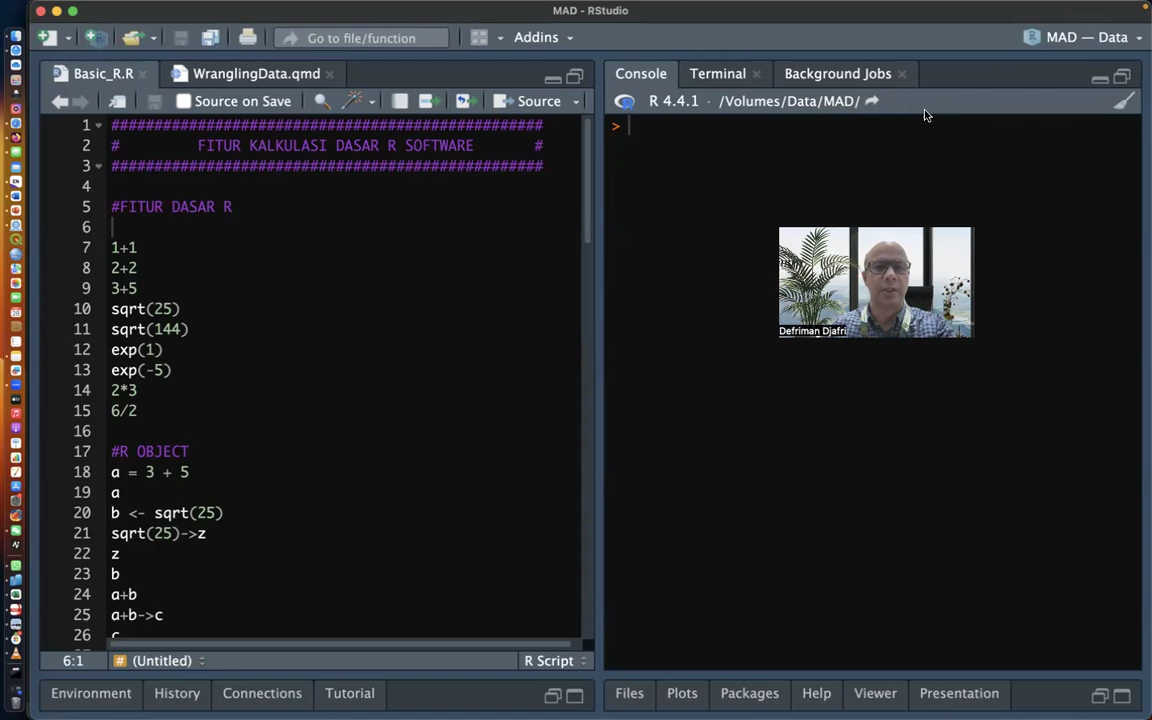 MAD - RStudio
Go to file/function
Addins
MAD — Data
Basic_R.R
WranglingData.qmd
Source on Save
Source
1 ##################################################
2 # FITUR KALKULASI DASAR R SOFTWARE #
3 ##################################################
4
5 #FITUR DASAR R
6
7 1+1
8 2+2
9 3+5
10 sqrt(25)
11 sqrt(144)
12 exp(1)
13 exp(-5)
14 2*3
15 6/2
16
17 #R OBJECT
18 a = 3 + 5
19 a
20 b <- sqrt(25)
21 sqrt(25)->z
22 z
23 b
24 a+b
25 a+b->c
26 c
6:1 # (Untitled) R Script
Environment History Connections Tutorial
Console Terminal Background Jobs
R 4.4.1 · /Volumes/Data/MAD/
>
Defriman Djafri
Files Plots Packages Help Viewer Presentation